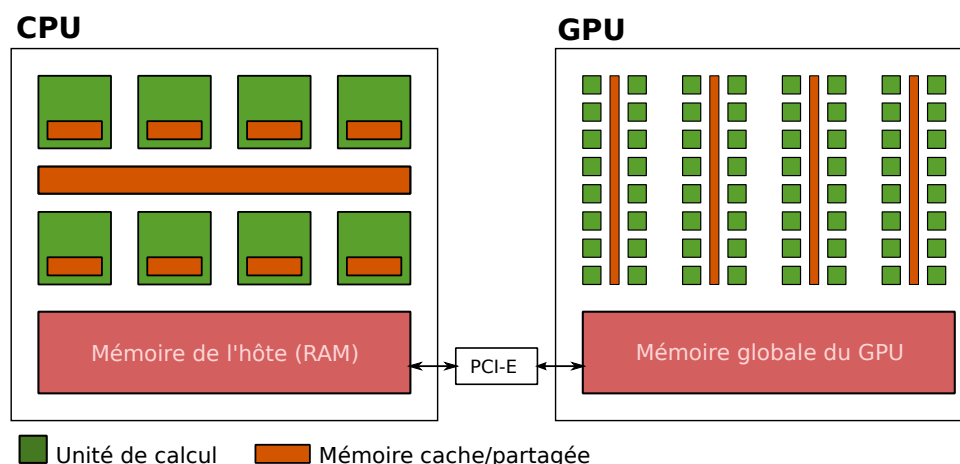 CPU
GPU
Mémoire de l'hôte (RAM)
PCI-E
Mémoire globale du GPU
Unité de calcul
Mémoire cache/partagée